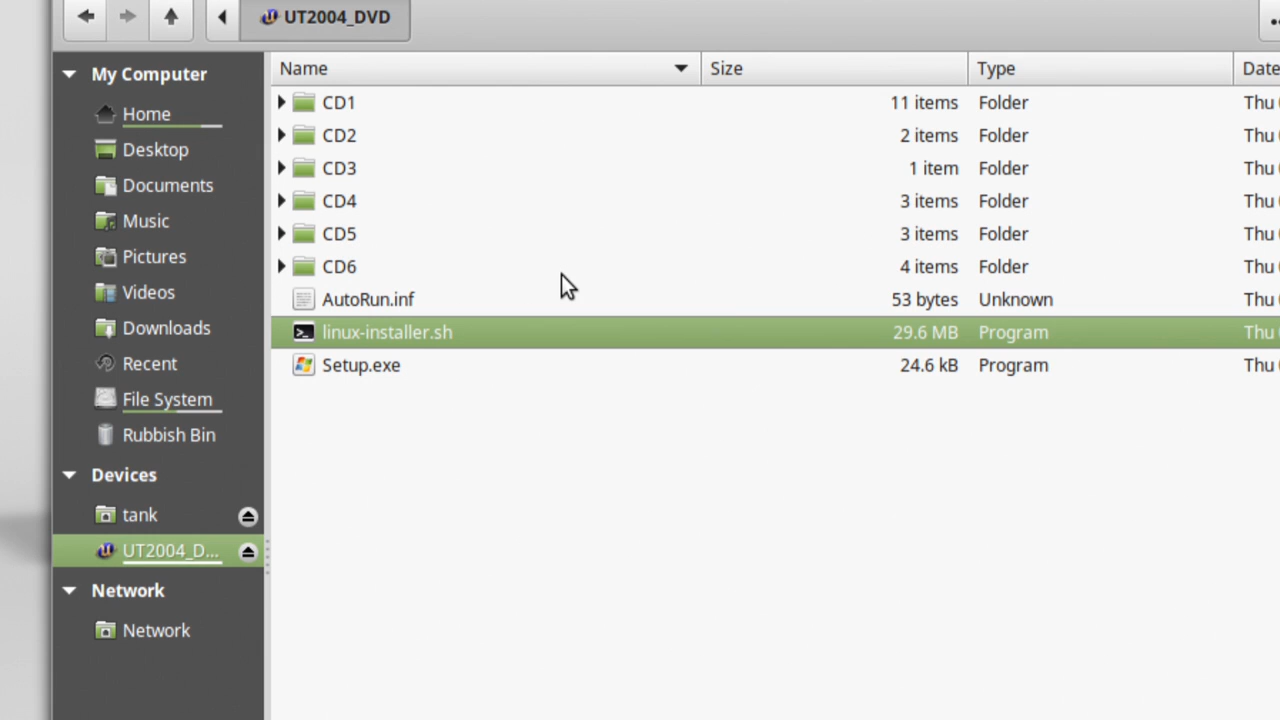 UT2004_DVD
My Computer
Home
Desktop
Documents
Music
Pictures
Videos
Downloads
Recent
File System
Rubbish Bin
Devices
tank
UT2004_D...
Network
Network
Name Size Type Date
CD1 11 items Folder Thu
CD2 2 items Folder Thu
CD3 1 item Folder Thu
CD4 3 items Folder Thu
CD5 3 items Folder Thu
CD6 4 items Folder Thu
AutoRun.inf 53 bytes Unknown Thu
linux-installer.sh 29.6 MB Program Thu
Setup.exe 24.6 kB Program Thu